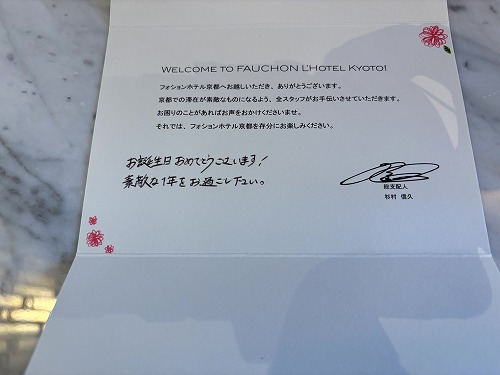 WELCOME TO FAUCHON L'HOTEL KYOTO!
フォションホテル京都へお越しいただき、ありがとうございます。
京都での滞在が素敵なものになるよう、全スタッフがお手伝いさせていただきます。
お困りのことがあればお声をおかけくださいませ。
それでは、フォションホテル京都を存分にお楽しみください。
お誕生日おめでとうございます!
素敵な1年をお過ごし下さい。
総支配人
杉村 信久